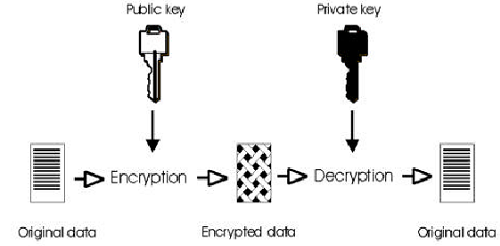 Public key
Private key
Encryption
Decryption
Original data
Encrypted data
Original data